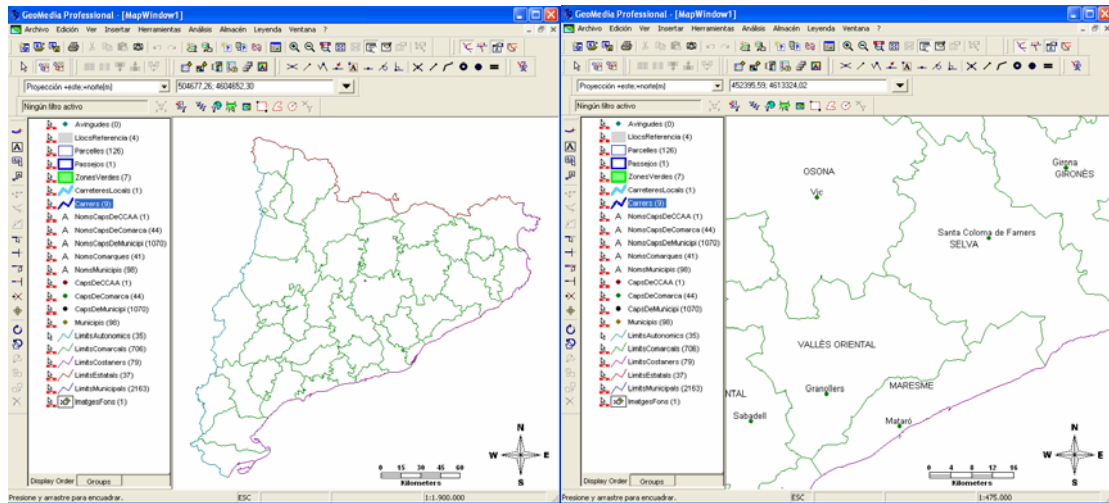 GeoMedia Professional - [MapWindow1]
Archivo Edición Ver Insertar Herramientas Análisis Almacén Leyenda Ventana ?
Proyección +este;+norte[m]
504677,26; 4604652,30
Ningún filtro activo
Avingudes (0)
LlocsReferencia (4)
Parcelles (126)
Passejos (1)
ZonesVerdes (7)
CarreteresLocals (1)
Carrers (9)
NomsCapsDeCCAA (1)
NomsCapsDeComarca (44)
NomsCapsDeMunicipi (1070)
NomsComarques (41)
NomsMunicipis (98)
CapsDeCCAA (1)
CapsDeComarca (44)
CapsDeMunicipi (1070)
Municipis (98)
LimitsAutonomics (35)
LimitsComarcals (706)
LimitsCostaners (79)
LimitsEstatals (37)
LimitsMunicipals (2163)
ImatgesFons (1)
N
W E
S
0 15 30 45 60
Kilometers
Display Order Groups
Presione y arrastre para encuadrar.
ESC
1:1.900.000
GeoMedia Professional - [MapWindow1]
Archivo Edición Ver Insertar Herramientas Análisis Almacén Leyenda Ventana ?
Proyección +este;+norte[m]
452395,59; 4613324,02
Ningún filtro activo
Avingudes (0)
LlocsReferencia (4)
Parcelles (126)
Passejos (1)
ZonesVerdes (7)
CarreteresLocals (1)
Carrers (9)
NomsCapsDeCCAA (1)
NomsCapsDeComarca (44)
NomsCapsDeMunicipi (1070)
NomsComarques (41)
NomsMunicipis (98)
CapsDeCCAA (1)
CapsDeComarca (44)
CapsDeMunicipi (1070)
Municipis (98)
LimitsAutonomics (35)
LimitsComarcals (706)
LimitsCostaners (79)
LimitsEstatals (37)
LimitsMunicipals (2163)
ImatgesFons (1)
Girona
GIRONÈS
OSONA
Vic
Santa Coloma de Farners
SELVA
VALLÈS ORIENTAL
Granollers
MARESME
NTAL
Sabadell
Mataró
N
W E
S
0 4 8 12 16
Kilometers
Display Order Groups
Presione y arrastre para encuadrar.
ESC
1:475.000